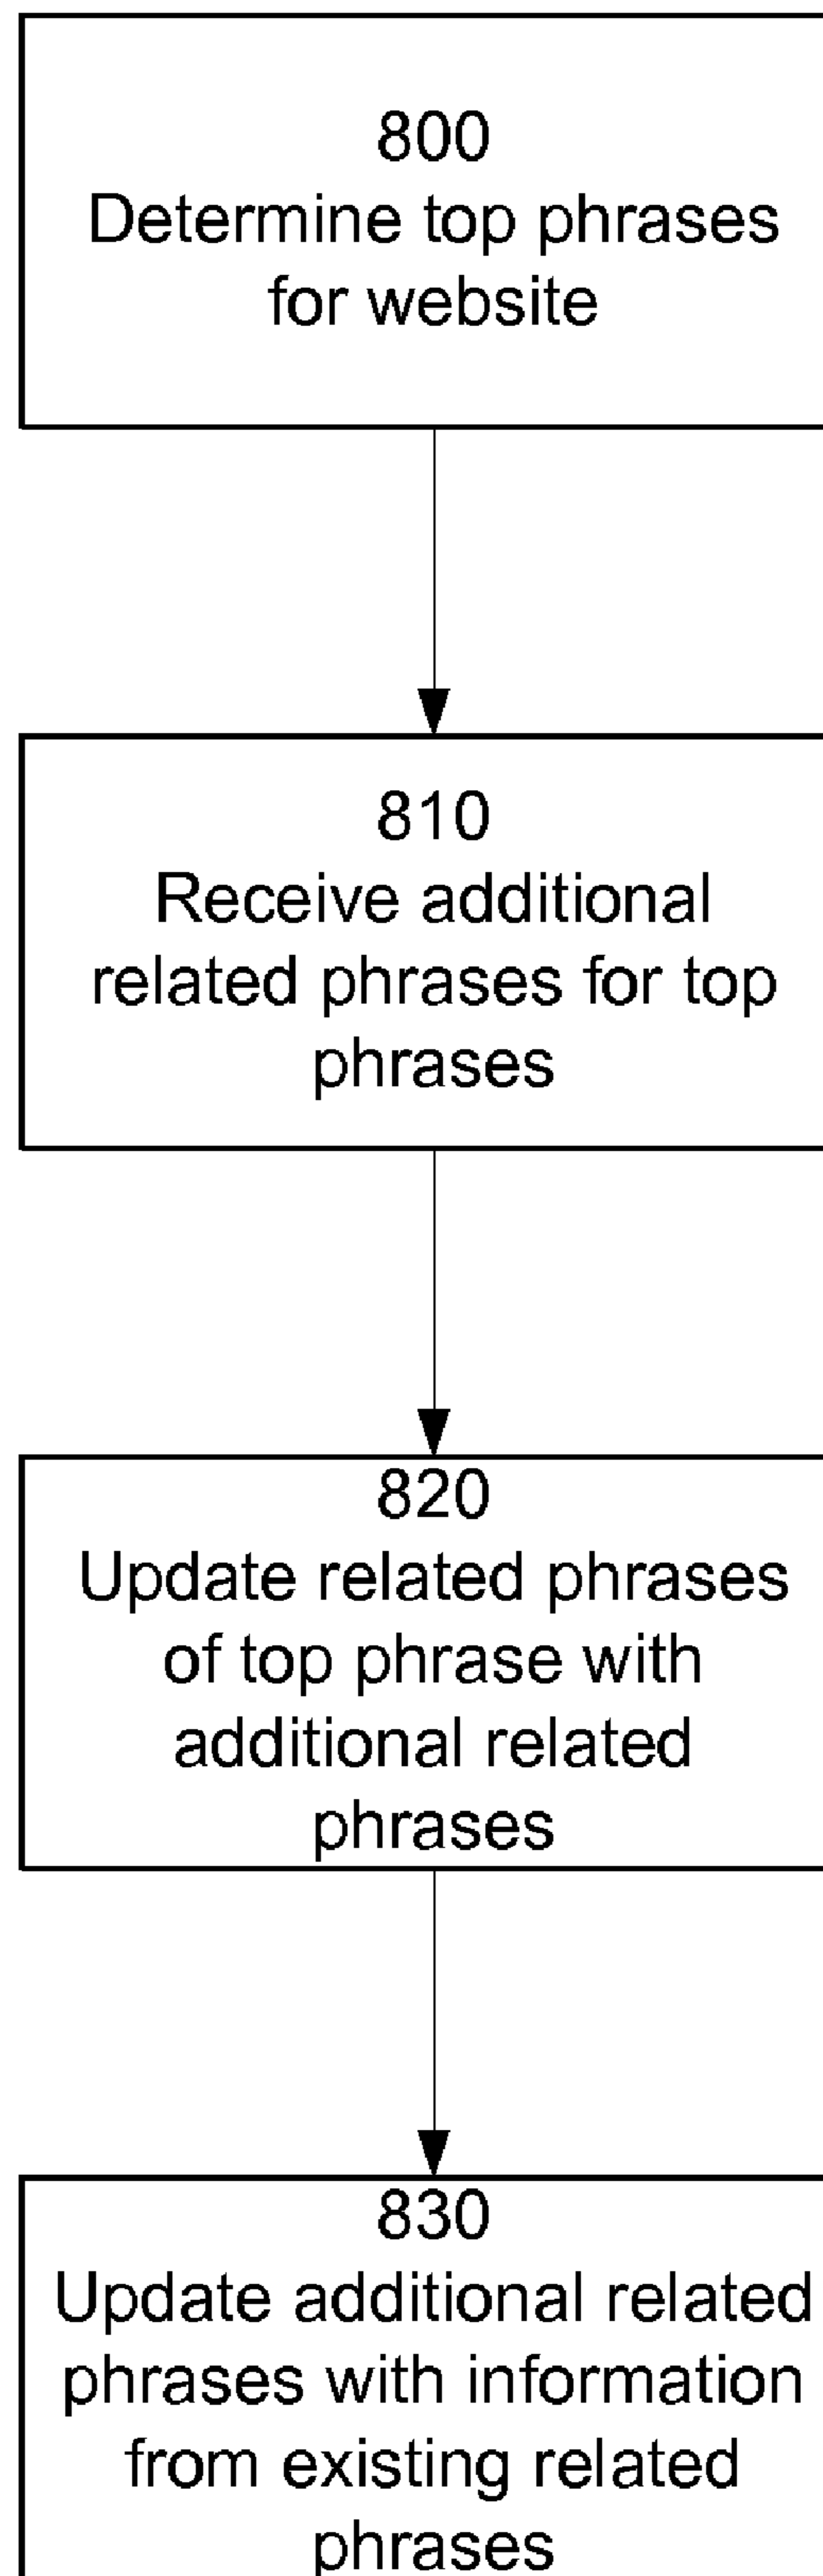 800
Determine top phrases
for website
810
Receive additional
related phrases for top
phrases
820
Update related phrases
of top phrase with
additional related
phrases
830
Update additional related
phrases with information
from existing related
phrases